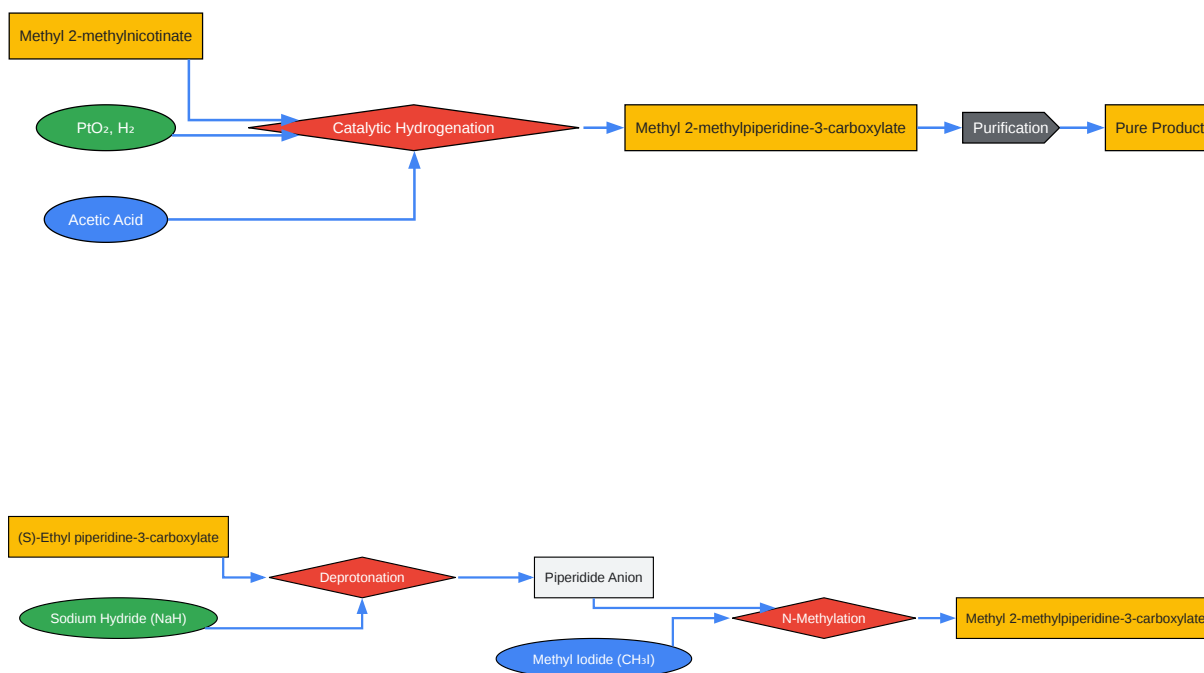 Methyl 2-methylnicotinate
PtO₂, H₂
Catalytic Hydrogenation
Methyl 2-methylpiperidine-3-carboxylate
Purification
Pure Product
Acetic Acid
(S)-Ethyl piperidine-3-carboxylate
Deprotonation
Piperidide Anion
Sodium Hydride (NaH)
N-Methylation
Methyl 2-methylpiperidine-3-carboxylate
Methyl Iodide (CH₃I)